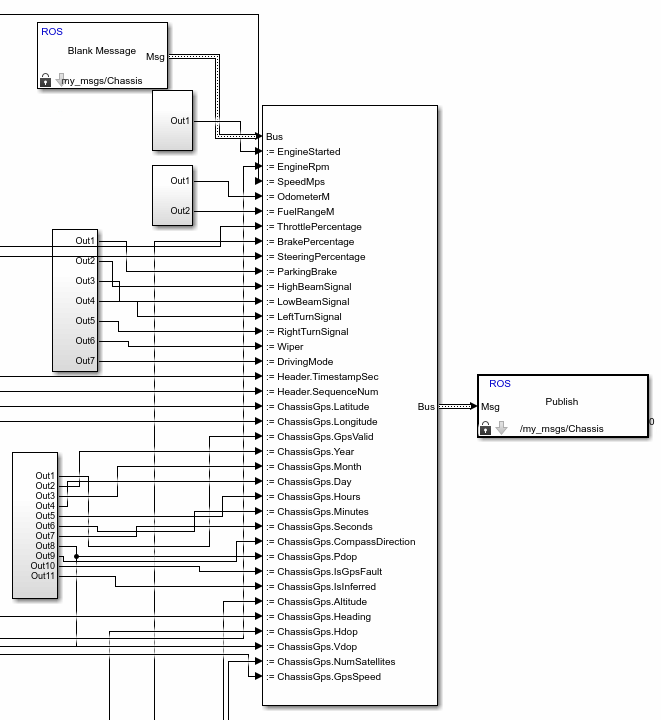 ROS
Blank Message
Msg
my_msgs/Chassis
Out1
Out1
Out2
Out1
Out2
Out3
Out4
Out5
Out6
Out7
Out1
Out2
Out3
Out4
Out5
Out6
Out7
Out8
Out9
Out10
Out11
Bus
:= EngineStarted
:= EngineRpm
:= SpeedMps
:= OdometerM
:= FuelRangeM
:= ThrottlePercentage
:= BrakePercentage
:= SteeringPercentage
:= ParkingBrake
:= HighBeamSignal
:= LowBeamSignal
:= LeftTurnSignal
:= RightTurnSignal
:= Wiper
:= DrivingMode
:= Header.TimestampSec
:= Header.SequenceNum
:= ChassisGps.Latitude
:= ChassisGps.Longitude
:= ChassisGps.GpsValid
:= ChassisGps.Year
:= ChassisGps.Month
:= ChassisGps.Day
:= ChassisGps.Hours
:= ChassisGps.Minutes
:= ChassisGps.Seconds
:= ChassisGps.CompassDirection
:= ChassisGps.Pdop
:= ChassisGps.IsGpsFault
:= ChassisGps.IsInferred
:= ChassisGps.Altitude
:= ChassisGps.Heading
:= ChassisGps.Hdop
:= ChassisGps.Vdop
:= ChassisGps.NumSatellites
:= ChassisGps.GpsSpeed
Bus
ROS
Publish
Msg
/my_msgs/Chassis
0